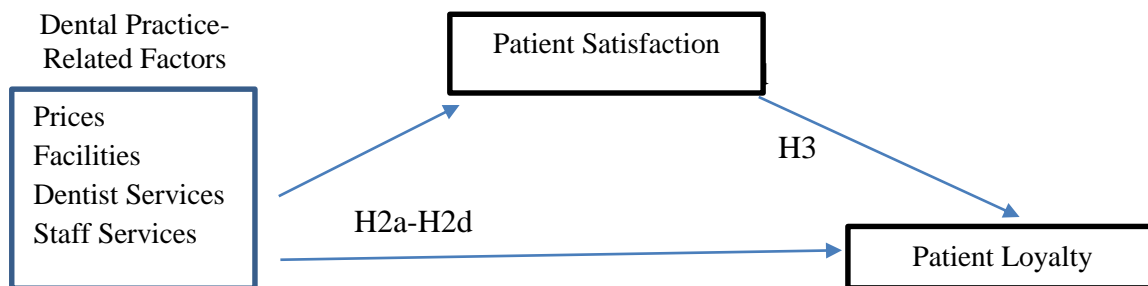 Dental Practice-
Related Factors
Patient Satisfaction
Prices
Facilities
Dentist Services
Staff Services
H3
H2a-H2d
Patient Loyalty